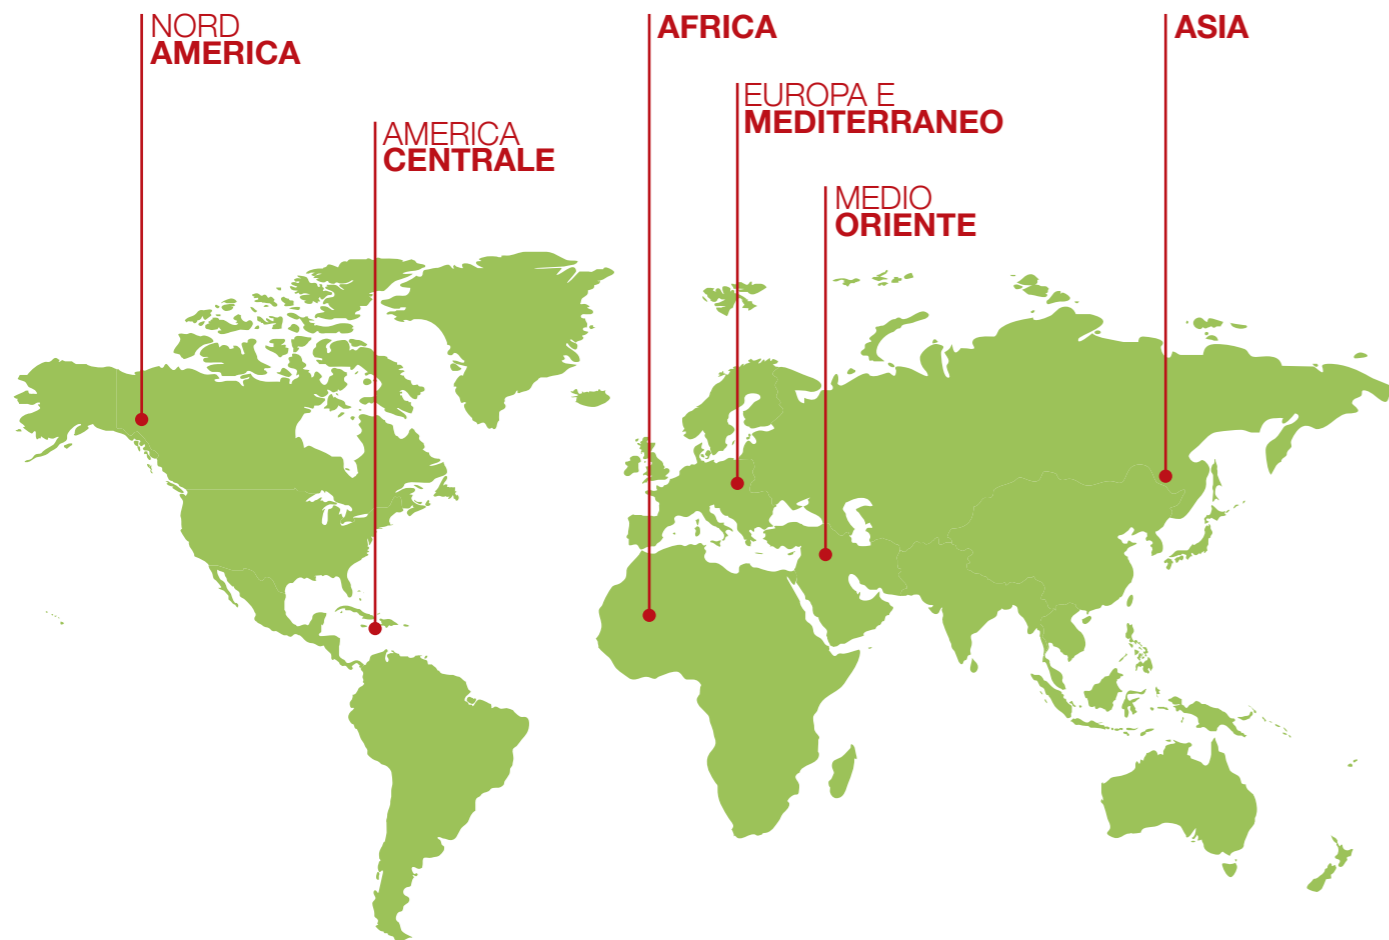 NORD
AMERICA
AMERICA
CENTRALE
AFRICA
EUROPA E
MEDITERRANEO
MEDIO
ORIENTE
ASIA